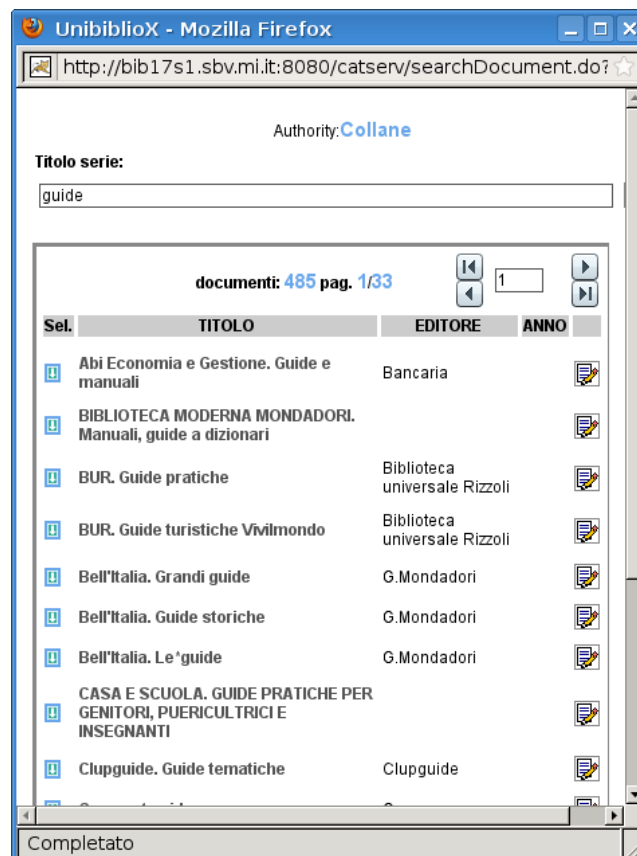 UnibiblioX - Mozilla Firefox
http://bib17s1.sbv.mi.it:8080/catserv/searchDocument.do?
Authority:Collane
Titolo serie:
guide
documenti: 485 pag. 1/33
1
Sel. TITOLO EDITORE ANNO
Abi Economia e Gestione. Guide e
manuali
Bancaria
BIBLIOTECA MODERNA MONDADORI.
Manuali, guide a dizionari
BUR. Guide pratiche
Biblioteca
universale Rizzoli
BUR. Guide turistiche Vivilmondo
Biblioteca
universale Rizzoli
Bell'Italia. Grandi guide G.Mondadori
Bell'Italia. Guide storiche G.Mondadori
Bell'Italia. Le*guide G.Mondadori
CASA E SCUOLA. GUIDE PRATICHE PER
GENITORI, PUERICULTRICI E
INSEGNANTI
Clupguide. Guide tematiche Clupguide
Completato